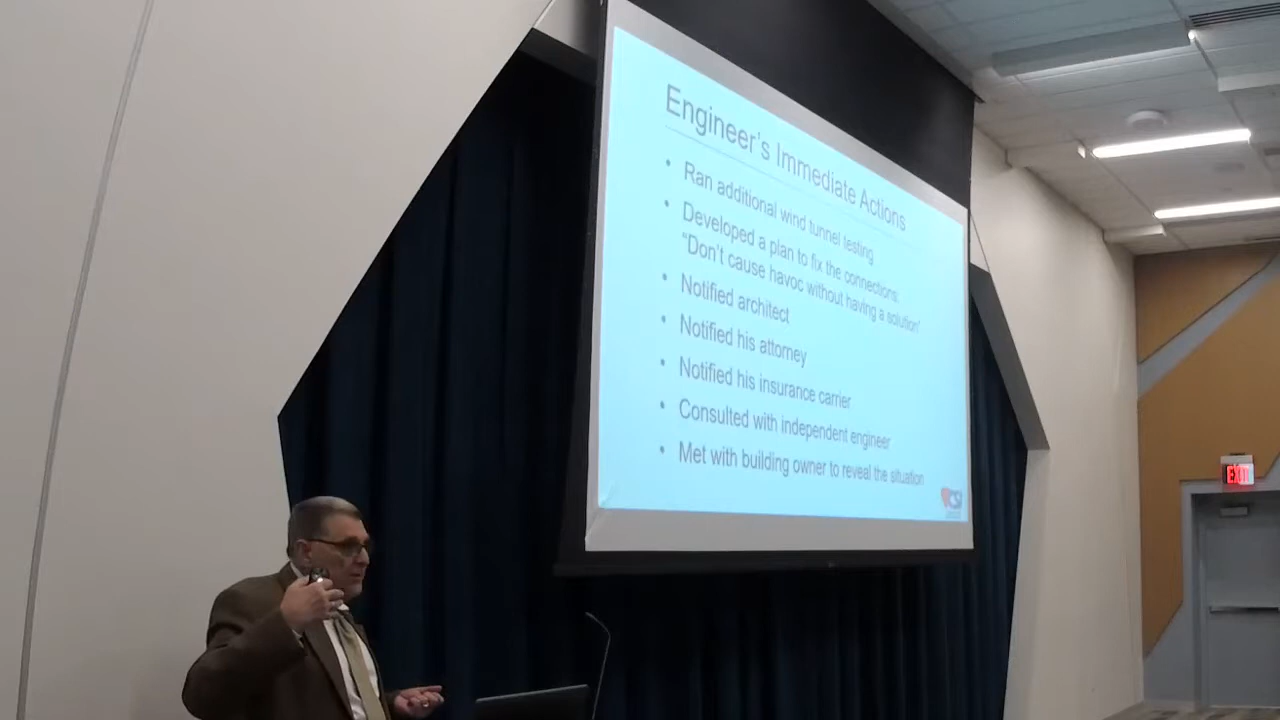 Engineer's Immediate Actions
• Ran additional wind tunnel testing
• Developed a plan to fix the connections:
"Don't cause havoc without having a solution"
• Notified architect
• Notified his attorney
• Notified his insurance carrier
• Consulted with independent engineer
• Met with building owner to reveal the situation
CSI
EXIT